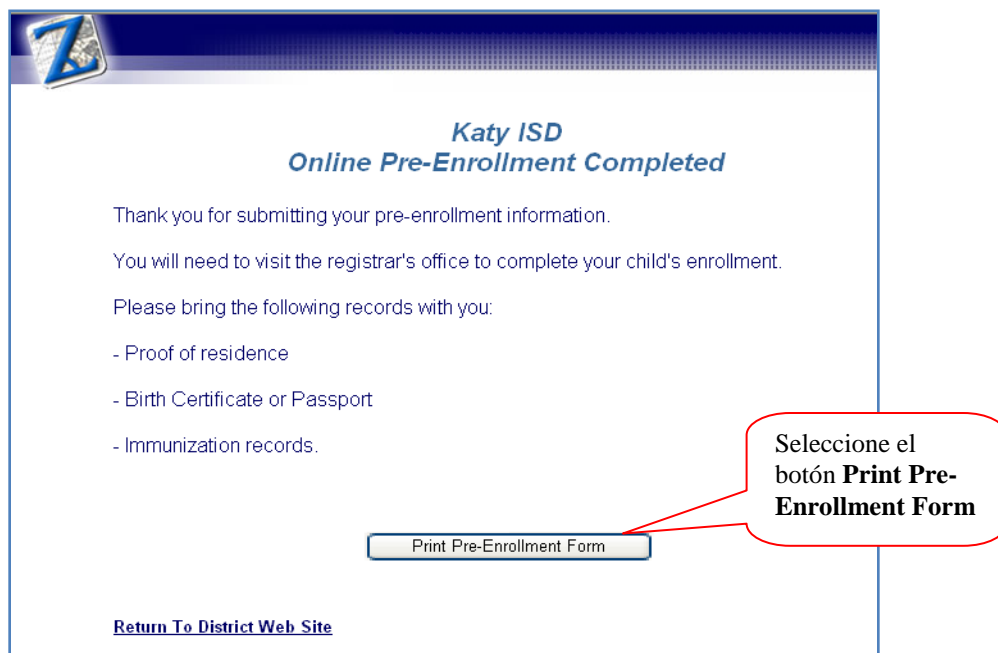 Katy ISD
Online Pre-Enrollment Completed
Thank you for submitting your pre-enrollment information.
You will need to visit the registrar's office to complete your child's enrollment.
Please bring the following records with you:
- Proof of residence
- Birth Certificate or Passport
- Immunization records.
Seleccione el
botón Print Pre-
Enrollment Form
Print Pre-Enrollment Form
Return To District Web Site